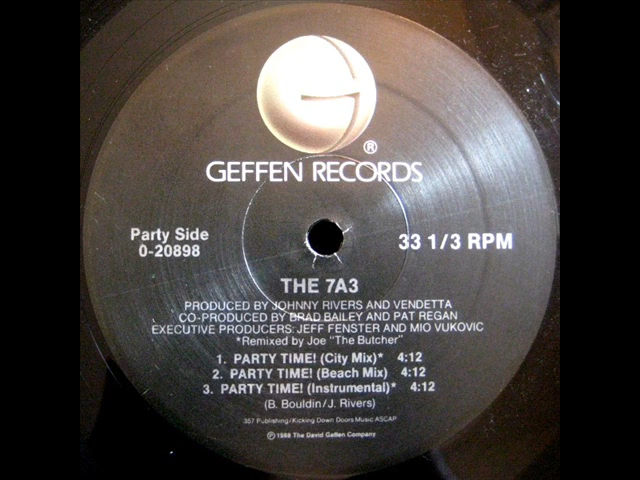 ®
GEFFEN RECORDS
Party Side
0-20898
33 1/3 RPM
THE 7A3
PRODUCED BY JOHNNY RIVERS AND VENDETTA
CO-PRODUCED BY BRAD BAILEY AND PAT REGAN
EXECUTIVE PRODUCERS: JEFF FENSTER AND MIO VUKOVIC
*Remixed by Joe "The Butcher"
1. PARTY TIME! (City Mix)* 4:12
2. PARTY TIME! (Beach Mix) 4:12
3. PARTY TIME! (Instrumental)* 4:12
(B. Bouldin/J. Rivers)
357 Publishing/Kicking Down Doors Music ASCAP
℗ 1988 The David Geffen Company